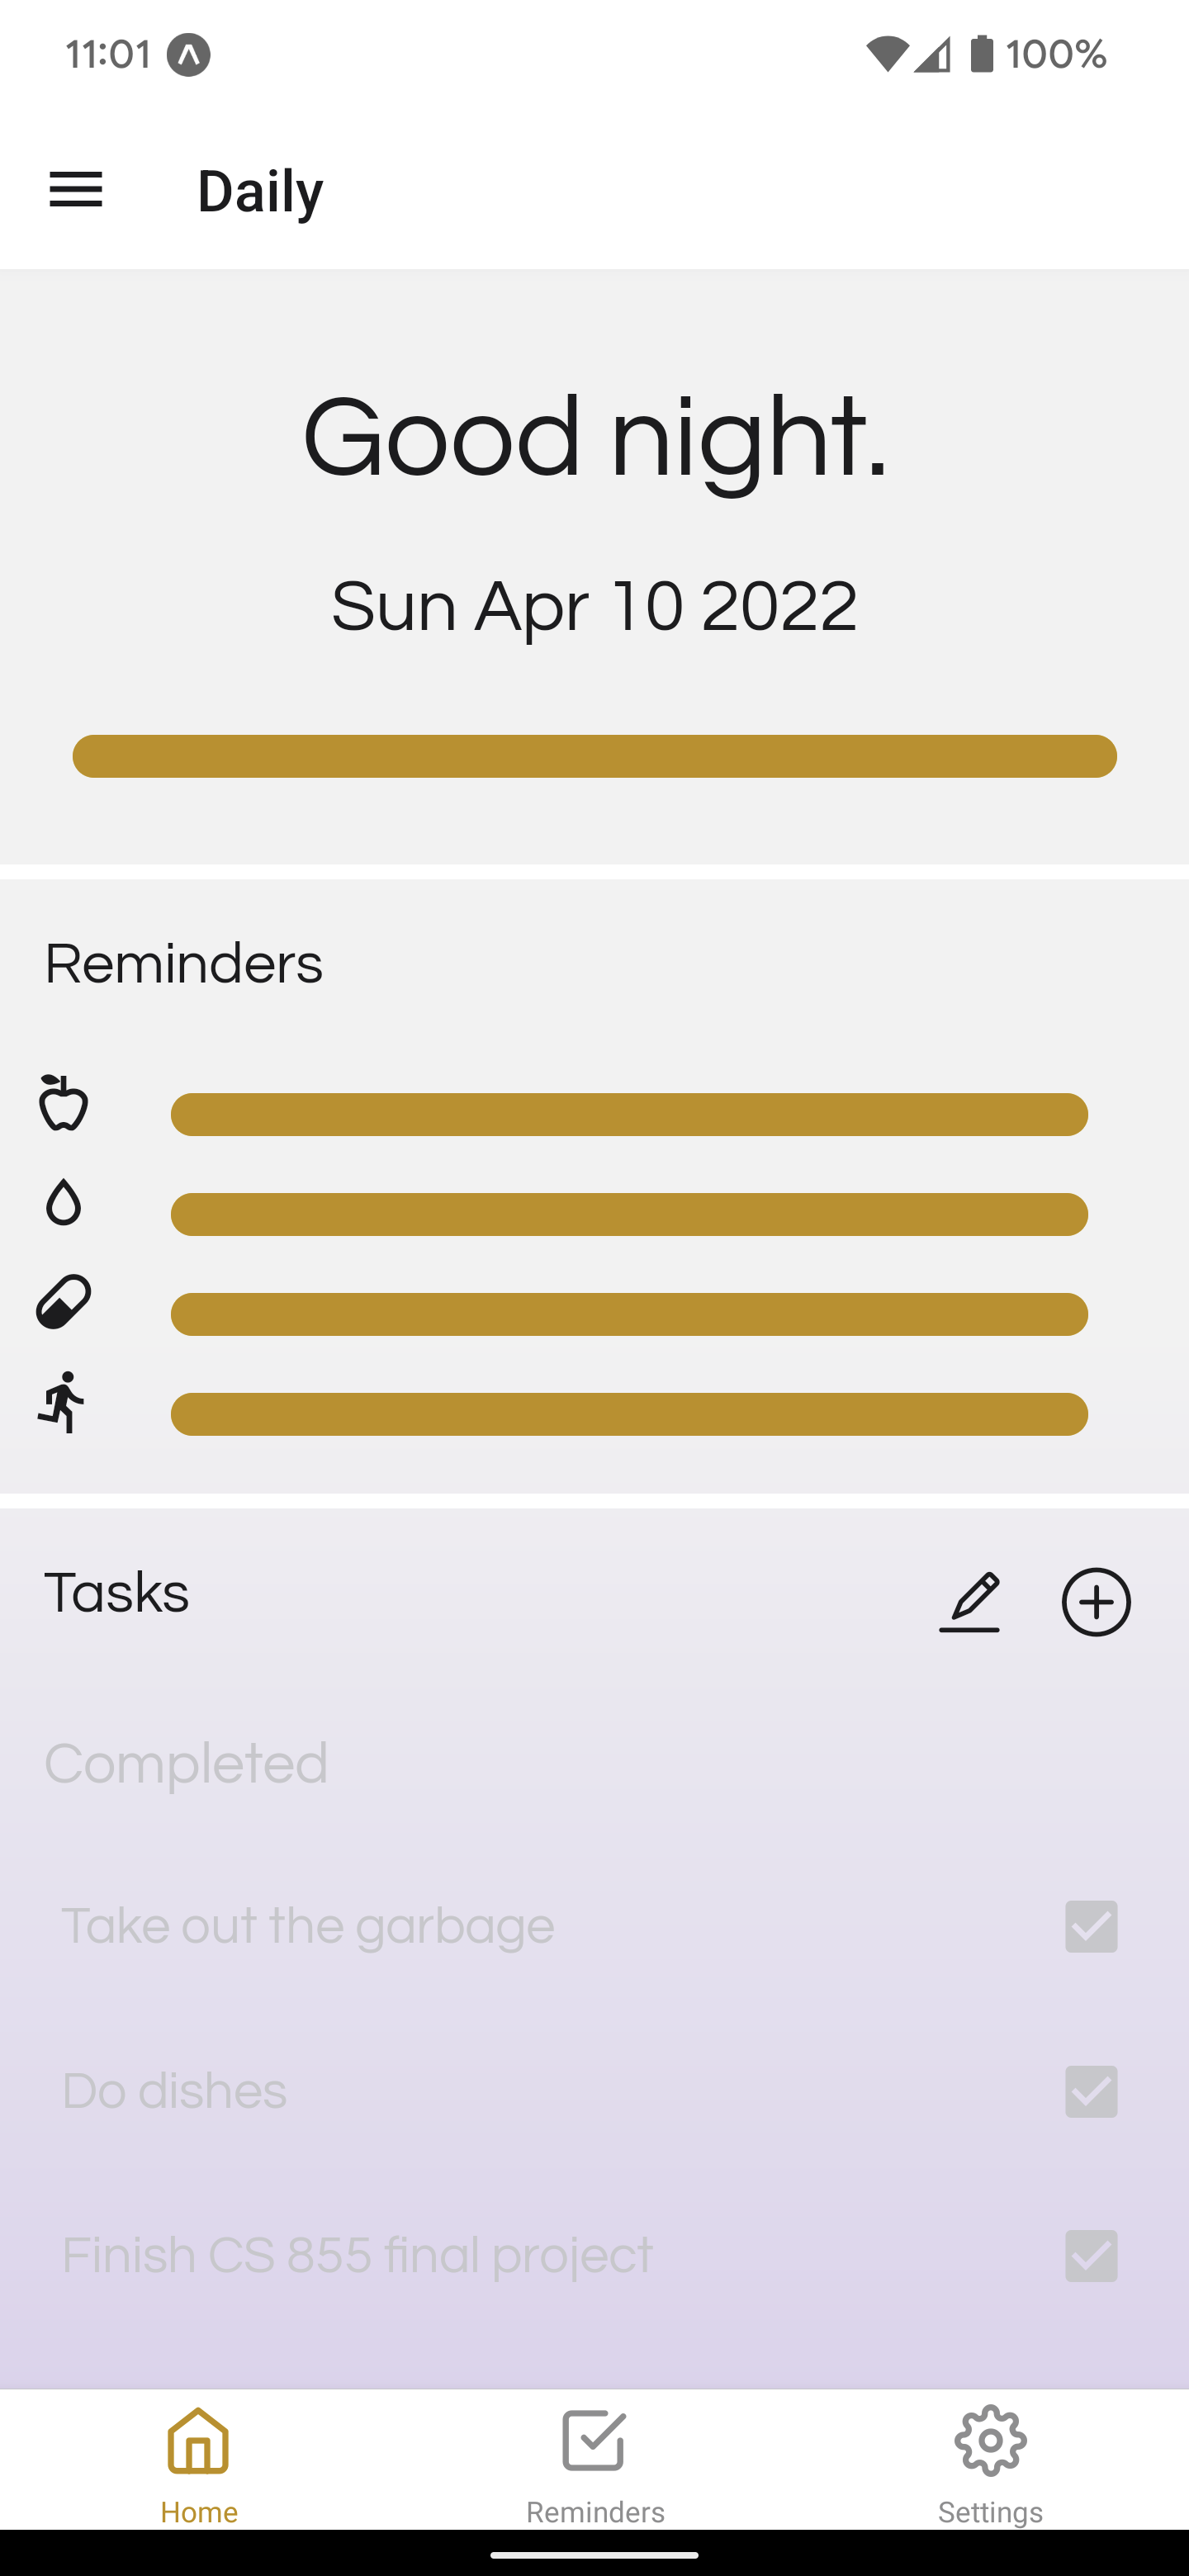 11:01
100%
Daily
Good night.
Sun Apr 10 2022
Reminders
Tasks
Completed
Take out the garbage
Do dishes
Finish CS 855 final project
Home
Reminders
Settings